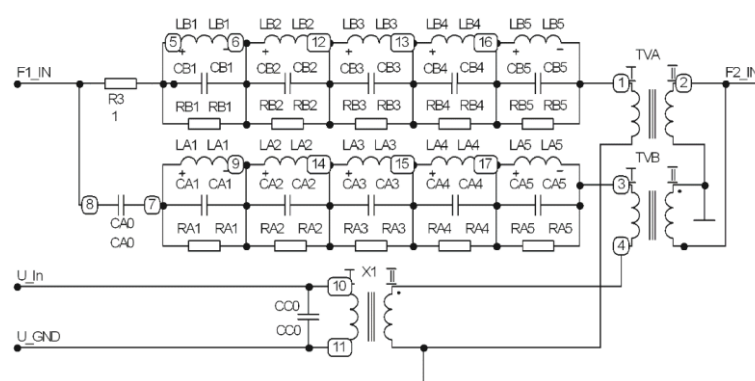 LB1 LB1 LB2 LB2 LB3 LB3 LB4 LB4 LB5 LB5
5 6 12 13 16
+ - + + + + -
CB1 CB1 CB2 CB2 CB3 CB3 CB4 CB4 CB5 CB5
TVA
F1_IN 1 I II 2 F2_IN
R3
1
RB1 RB1 RB2 RB2 RB3 RB3 RB4 RB4 RB5 RB5
LA1 LA1 LA2 LA2 LA3 LA3 LA4 LA4 LA5 LA5
9 14 15 17
TVB
+ - + + + + -
CA1 CA1 CA2 CA2 CA3 CA3 CA4 CA4 CA5 CA5
3 I II
8 7
CA0
CA0
RA1 RA1 RA2 RA2 RA3 RA3 RA4 RA4 RA5 RA5
4
U_In 10 I X1 II
CC0
CC0
U_GND 11